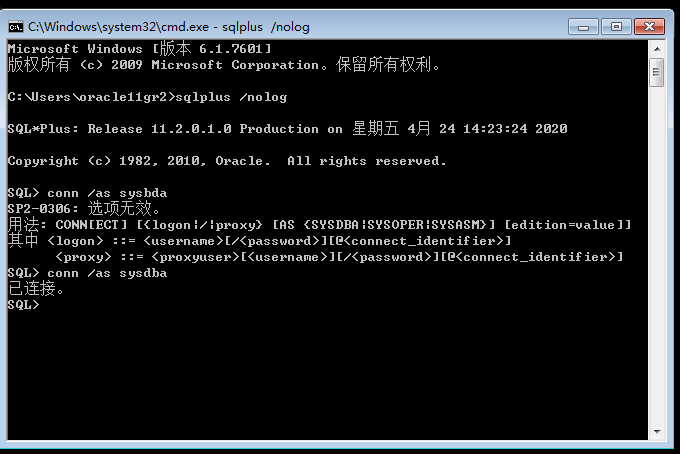 C:\Windows\system32\cmd.exe - sqlplus  /nolog
Microsoft Windows [版本 6.1.7601]
版权所有 (c) 2009 Microsoft Corporation。保留所有权利。
C:\Users\oracle11gr2>sqlplus /nolog
SQL*Plus: Release 11.2.0.1.0 Production on 星期五 4月 24 14:23:24 2020
Copyright (c) 1982, 2010, Oracle.  All rights reserved.
SQL> conn /as sysbda
SP2-0306: 选项无效。
用法: CONN[ECT] [{logon|/|proxy} [AS {SYSDBA|SYSOPER|SYSASM}] [edition=value]]
其中 <logon> ::= <username>[/<password>][@<connect_identifier>]
      <proxy> ::= <proxyuser>[<username>][/<password>][@<connect_identifier>]
SQL> conn /as sysdba
已连接。
SQL>